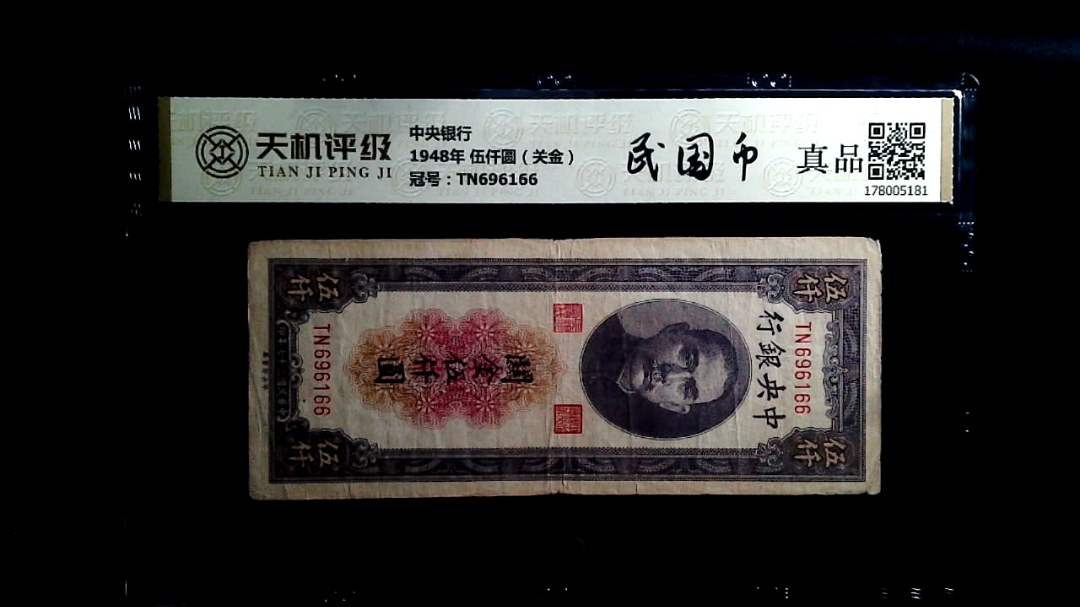 天机评级
TIAN JI PING JI
中央银行
1948年 伍仟圆（关金）
冠号：TN696166
民国币
真品
178005181
伍仟
伍仟
TN696166
行銀央中
TN696166
關金伍仟圓
伍仟
伍仟